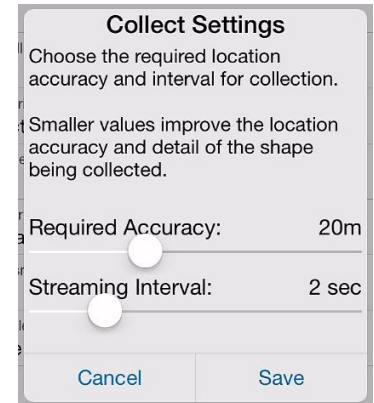 Collect Settings
Choose the required location
accuracy and interval for collection.
Smaller values improve the location
accuracy and detail of the shape
being collected.
Required Accuracy: 20m
Streaming Interval: 2 sec
Cancel Save